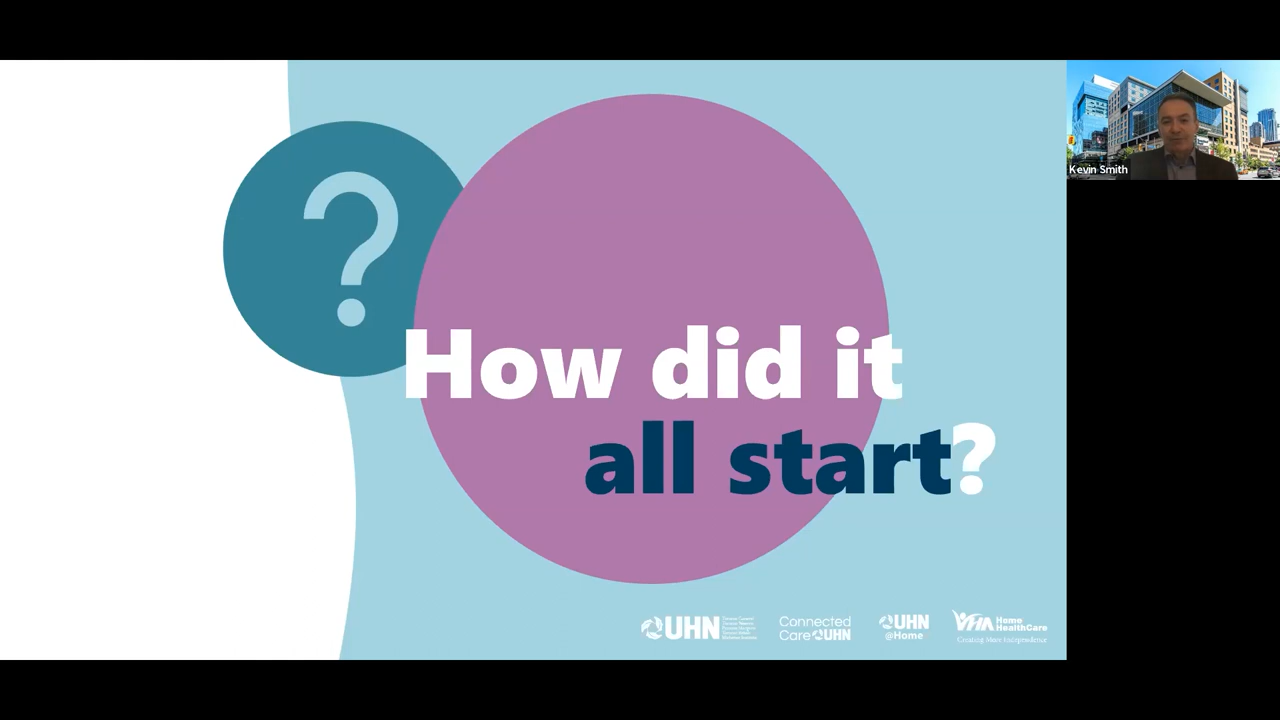 ?
How did it
all start?
UHN
Connected
Care UHN
UHN
@Home
VHA Home
HealthCare
Creating More Independence
Kevin Smith